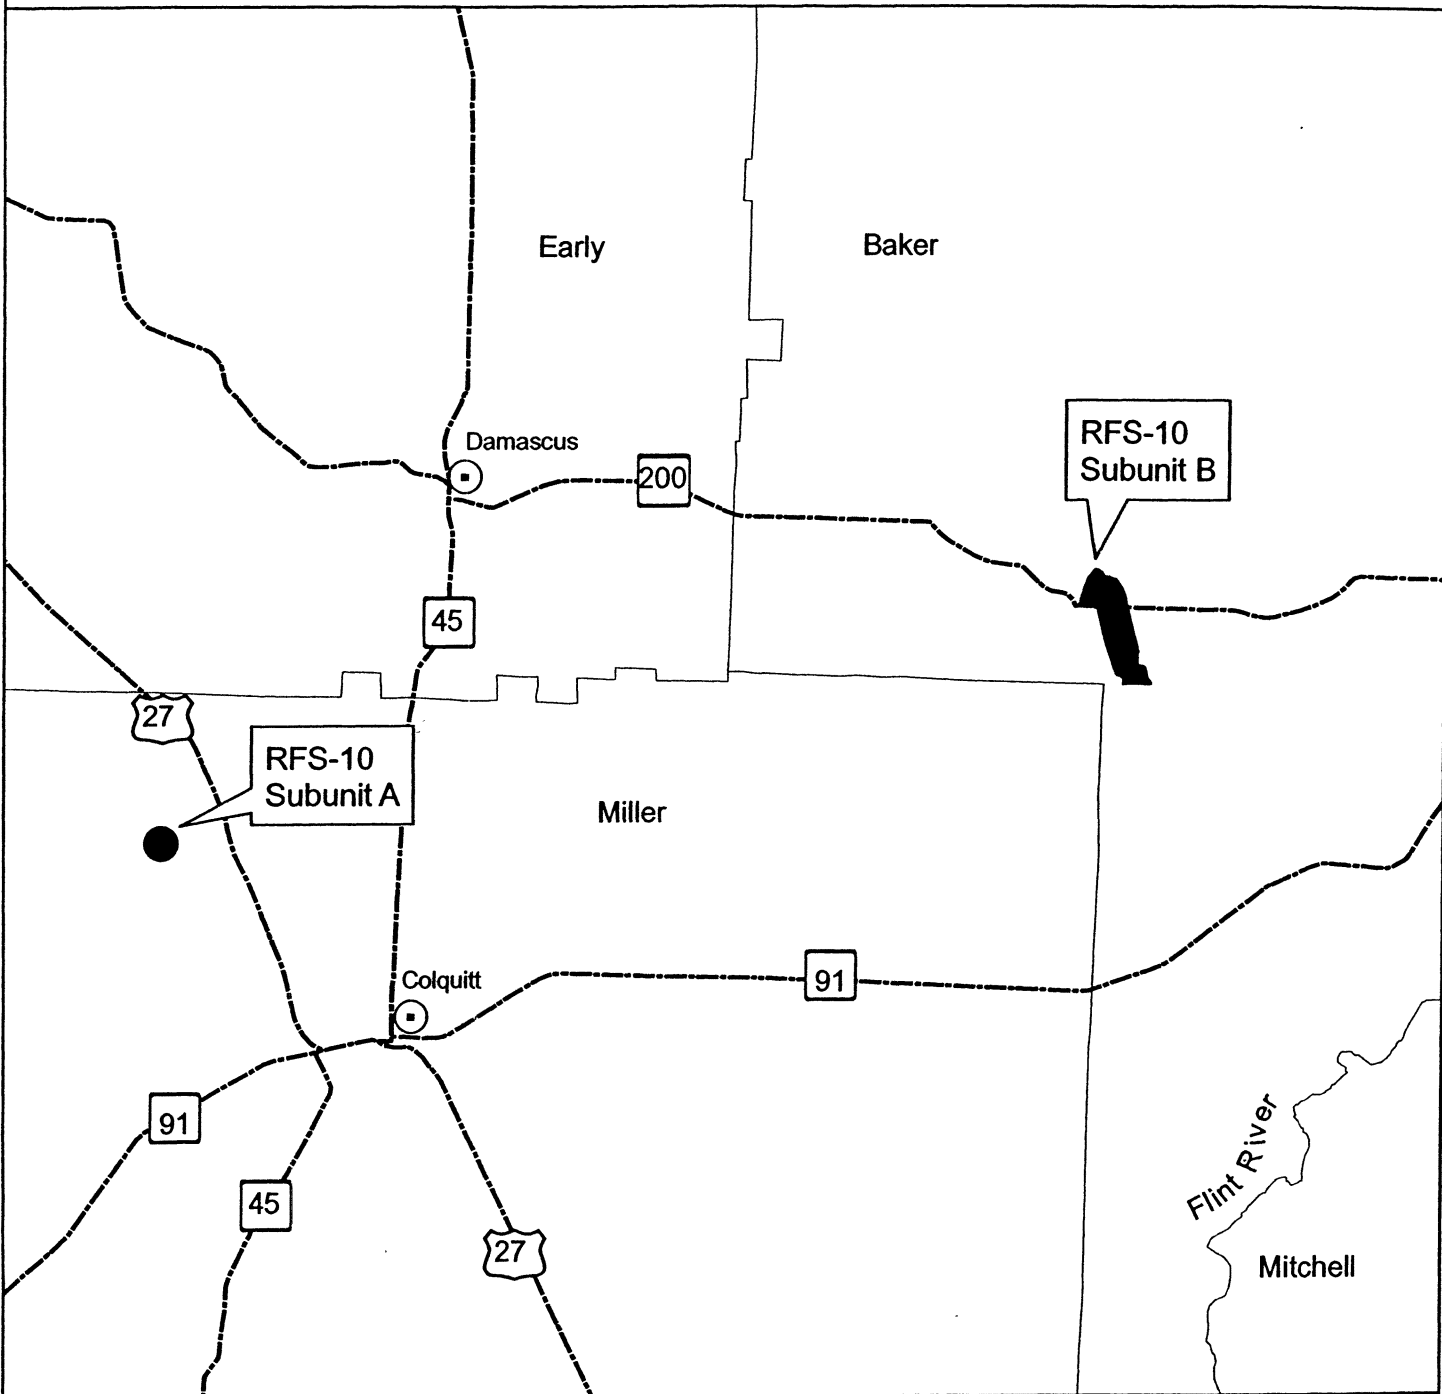 Early
Baker
RFS-10
Subunit B
Damascus
200
45
27
RFS-10
Subunit A
Miller
91
Colquitt
91
45
27
Flint River
Mitchell